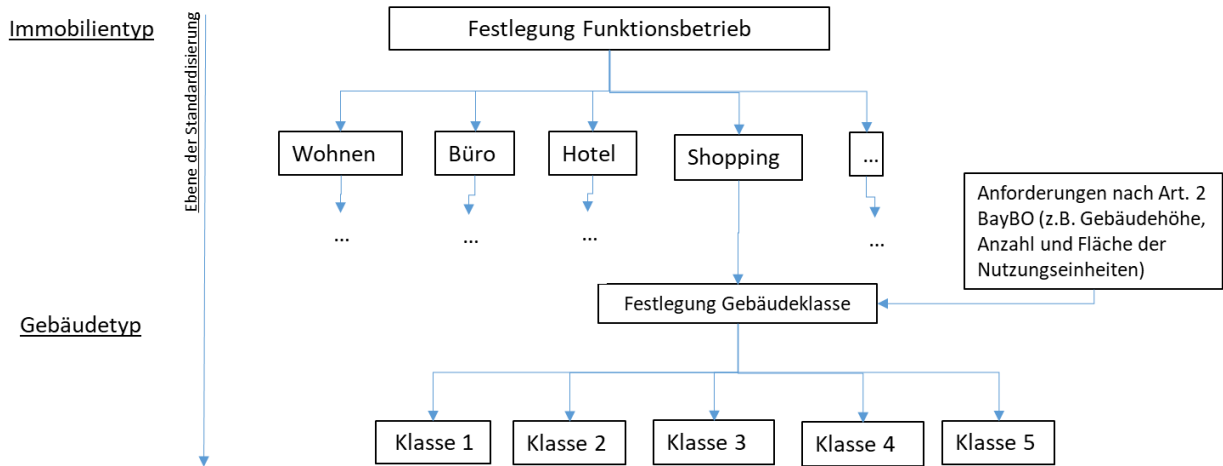 Immobilientyp
Ebene der Standardisierung
Festlegung Funktionsbetrieb
Wohnen
Büro
Hotel
Shopping
...
...
...
...
...
Anforderungen nach Art. 2
BayBO (z.B. Gebäudehöhe,
Anzahl und Fläche der
Nutzungseinheiten)
Gebäudetyp
Festlegung Gebäudeklasse
Klasse 1
Klasse 2
Klasse 3
Klasse 4
Klasse 5